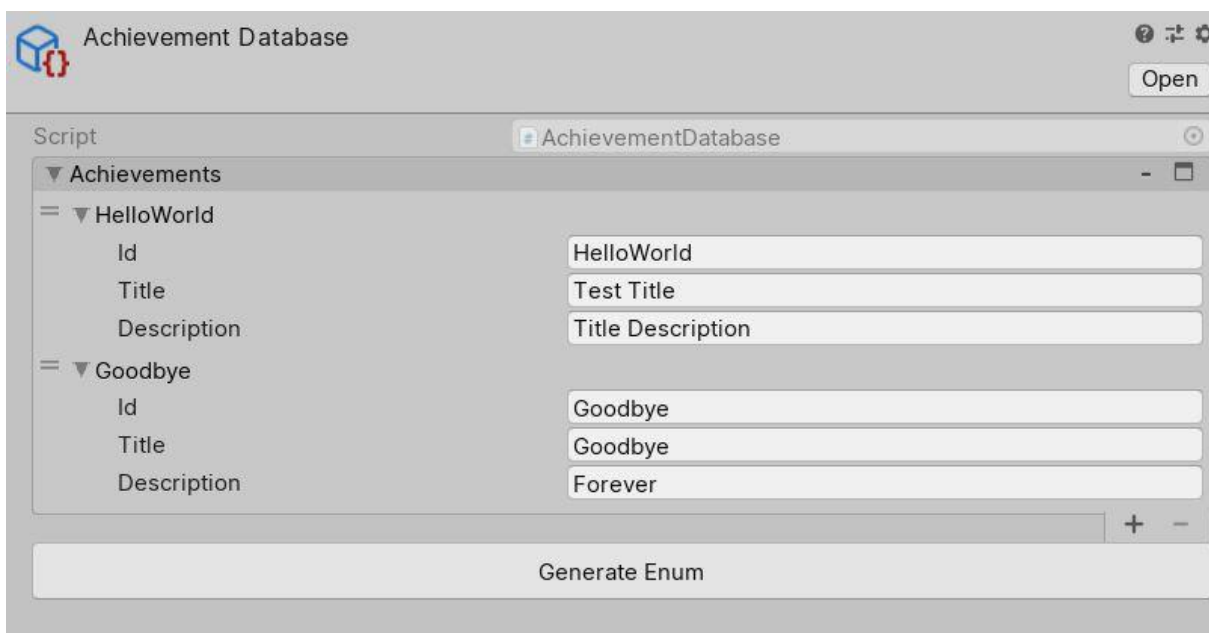 Achievement Database
Open
Script AchievementDatabase
Achievements
HelloWorld
Id HelloWorld
Title Test Title
Description Title Description
Goodbye
Id Goodbye
Title Goodbye
Description Forever
Generate Enum